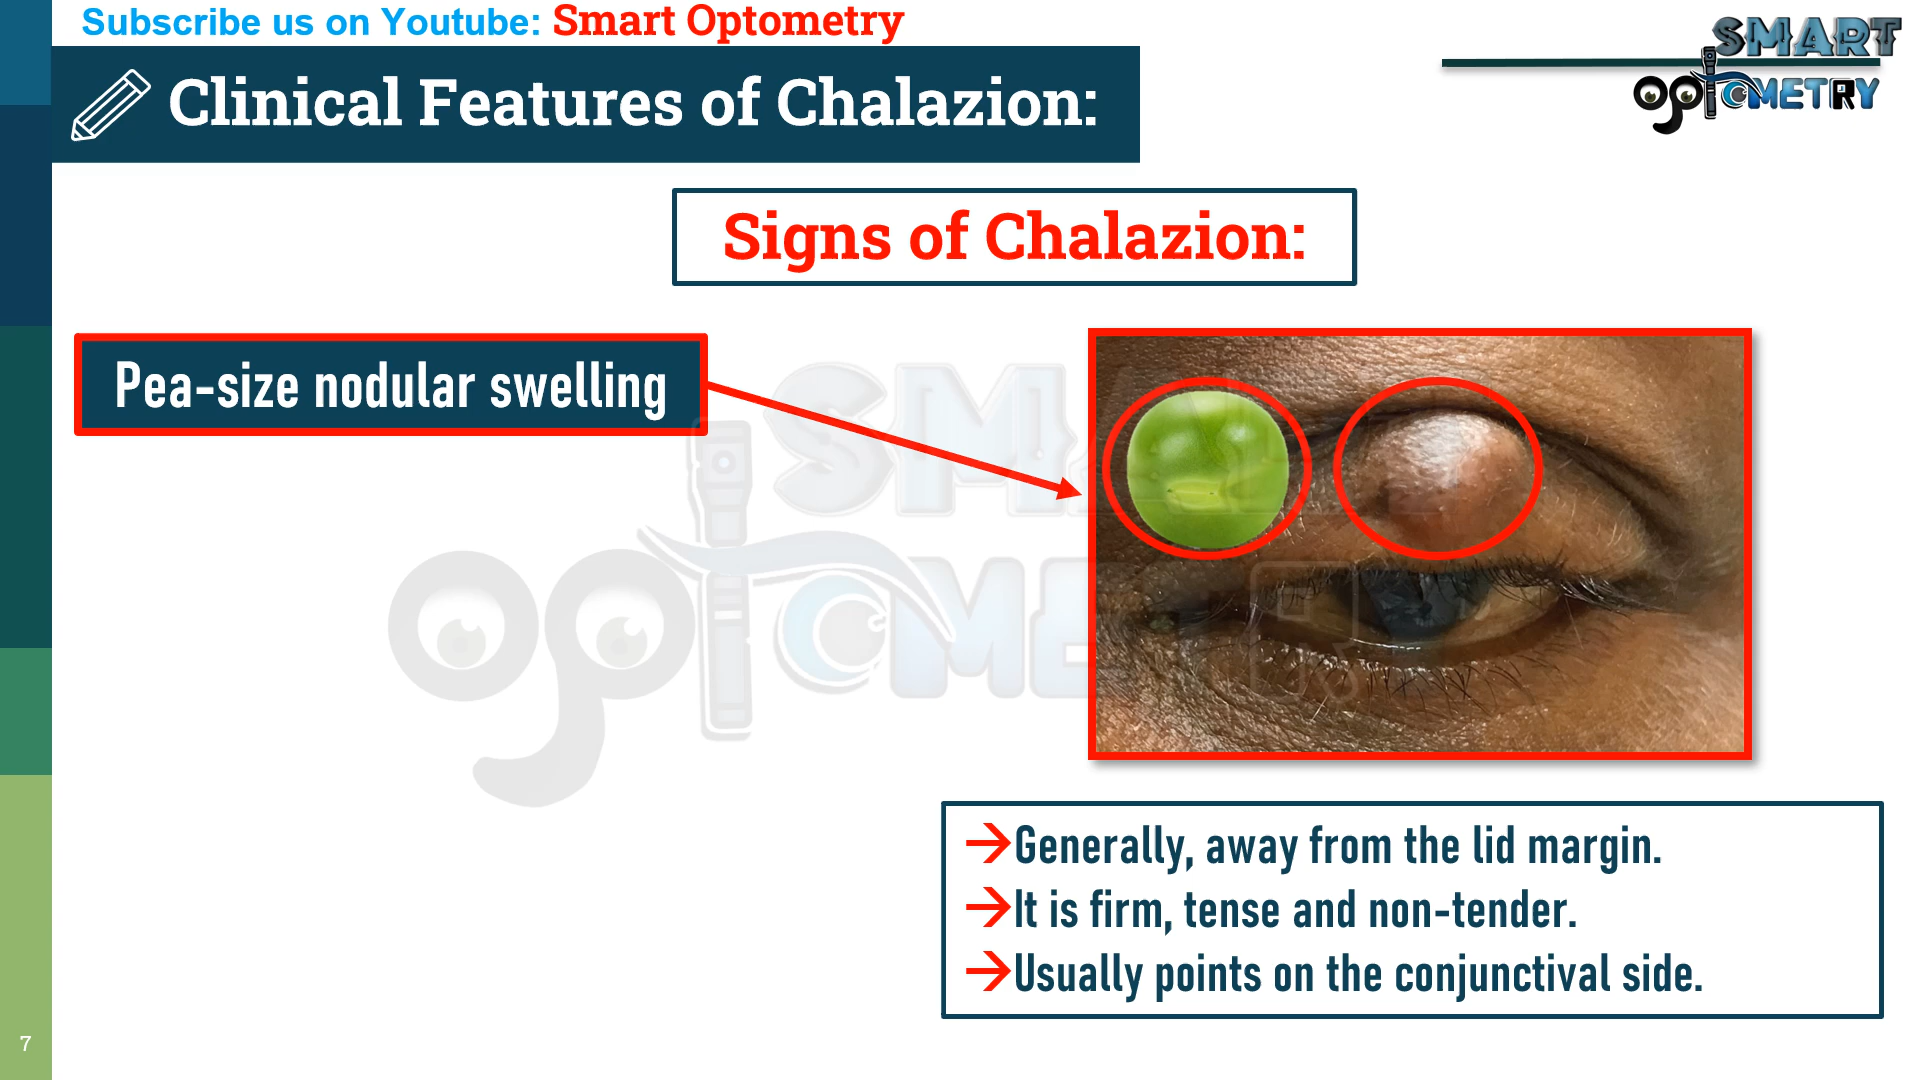 Subscribe us on Youtube: Smart Optometry
SMART
OPTOMETRY
Clinical Features of Chalazion:
Signs of Chalazion:
Pea-size nodular swelling
→Generally, away from the lid margin.
→It is firm, tense and non-tender.
→Usually points on the conjunctival side.
7